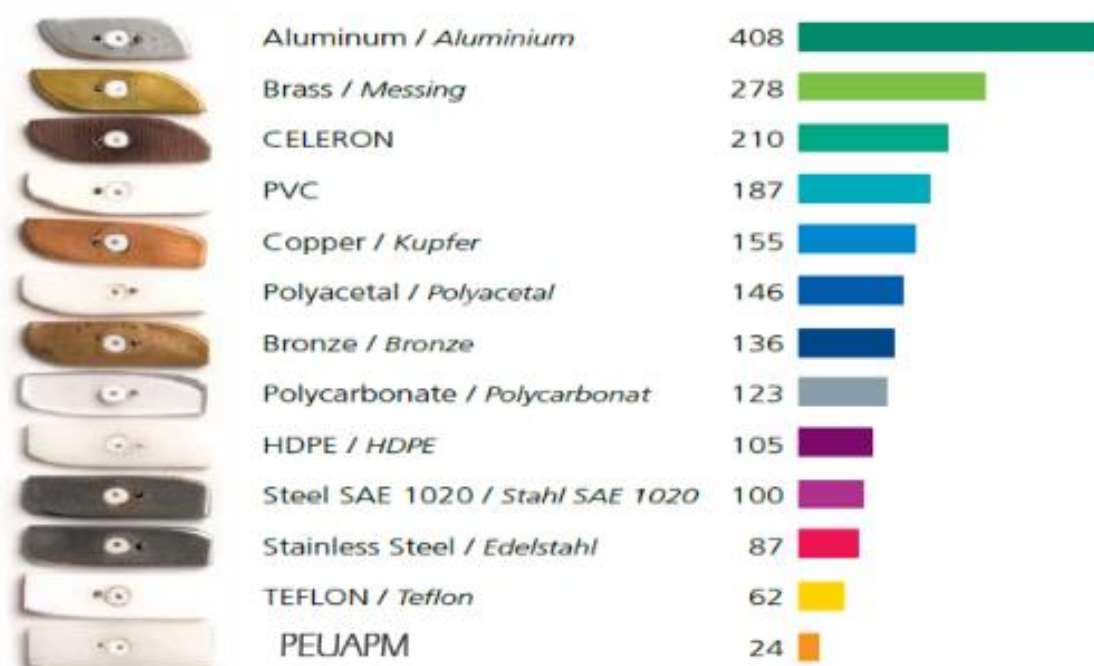 Aluminum / Aluminium 408
Brass / Messing 278
CELERON 210
PVC 187
Copper / Kupfer 155
Polyacetal / Polyacetal 146
Bronze / Bronze 136
Polycarbonate / Polycarbonat 123
HDPE / HDPE 105
Steel SAE 1020 / Stahl SAE 1020 100
Stainless Steel / Edelstahl 87
TEFLON / Teflon 62
PEUAPM 24